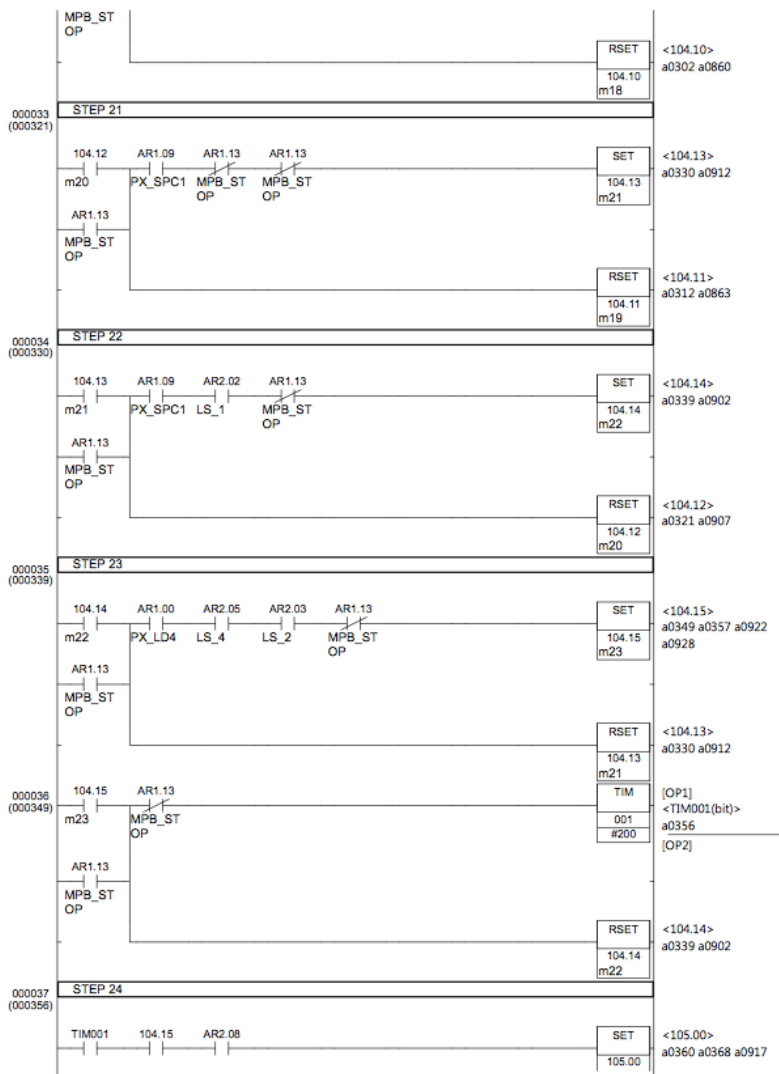 MPB_ST
OP
RSET <104.10>
104.10 a0302 a0860
m18
000033 STEP 21
(000321)
104.12 AR1.09 AR1.13 AR1.13 SET <104.13>
m20 PX_SPC1 MPB_ST MPB_ST 104.13 a0330 a0912
OP OP m21
AR1.13
MPB_ST
OP
RSET <104.11>
104.11 a0312 a0863
m19
000034 STEP 22
(000330)
104.13 AR1.09 AR2.02 AR1.13 SET <104.14>
m21 PX_SPC1 LS_1 MPB_ST 104.14 a0339 a0902
OP m22
AR1.13
MPB_ST
OP
RSET <104.12>
104.12 a0321 a0907
m20
000035 STEP 23
(000339)
104.14 AR1.00 AR2.05 AR2.03 AR1.13 SET <104.15>
m22 PX_LD4 LS_4 LS_2 MPB_ST 104.15 a0349 a0357 a0922
OP m23 a0928
AR1.13
MPB_ST
OP
RSET <104.13>
104.13 a0330 a0912
m21
000036 104.15 AR1.13 TIM [OP1]
(000349) <TIM001(bit)>
m23 MPB_ST 001 a0356
OP #200 [OP2]
AR1.13
MPB_ST
OP
RSET <104.14>
104.14 a0339 a0902
m22
000037 STEP 24
(000356)
TIM001 104.15 AR2.08 SET <105.00>
105.00 a0360 a0368 a0917